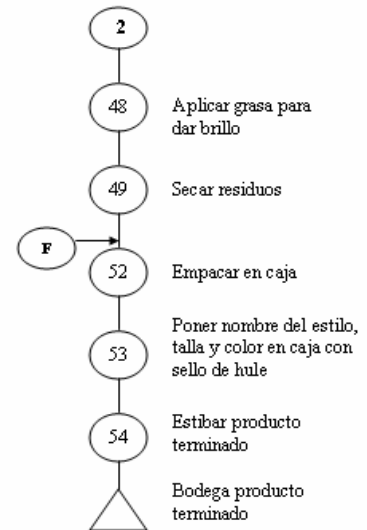 2
48
Aplicar grasa para
dar brillo
49
Secar residuos
F
52
Empacar en caja
53
Poner nombre del estilo,
talla y color en caja con
sello de hule
54
Estibar producto
terminado
Bodega producto
terminado